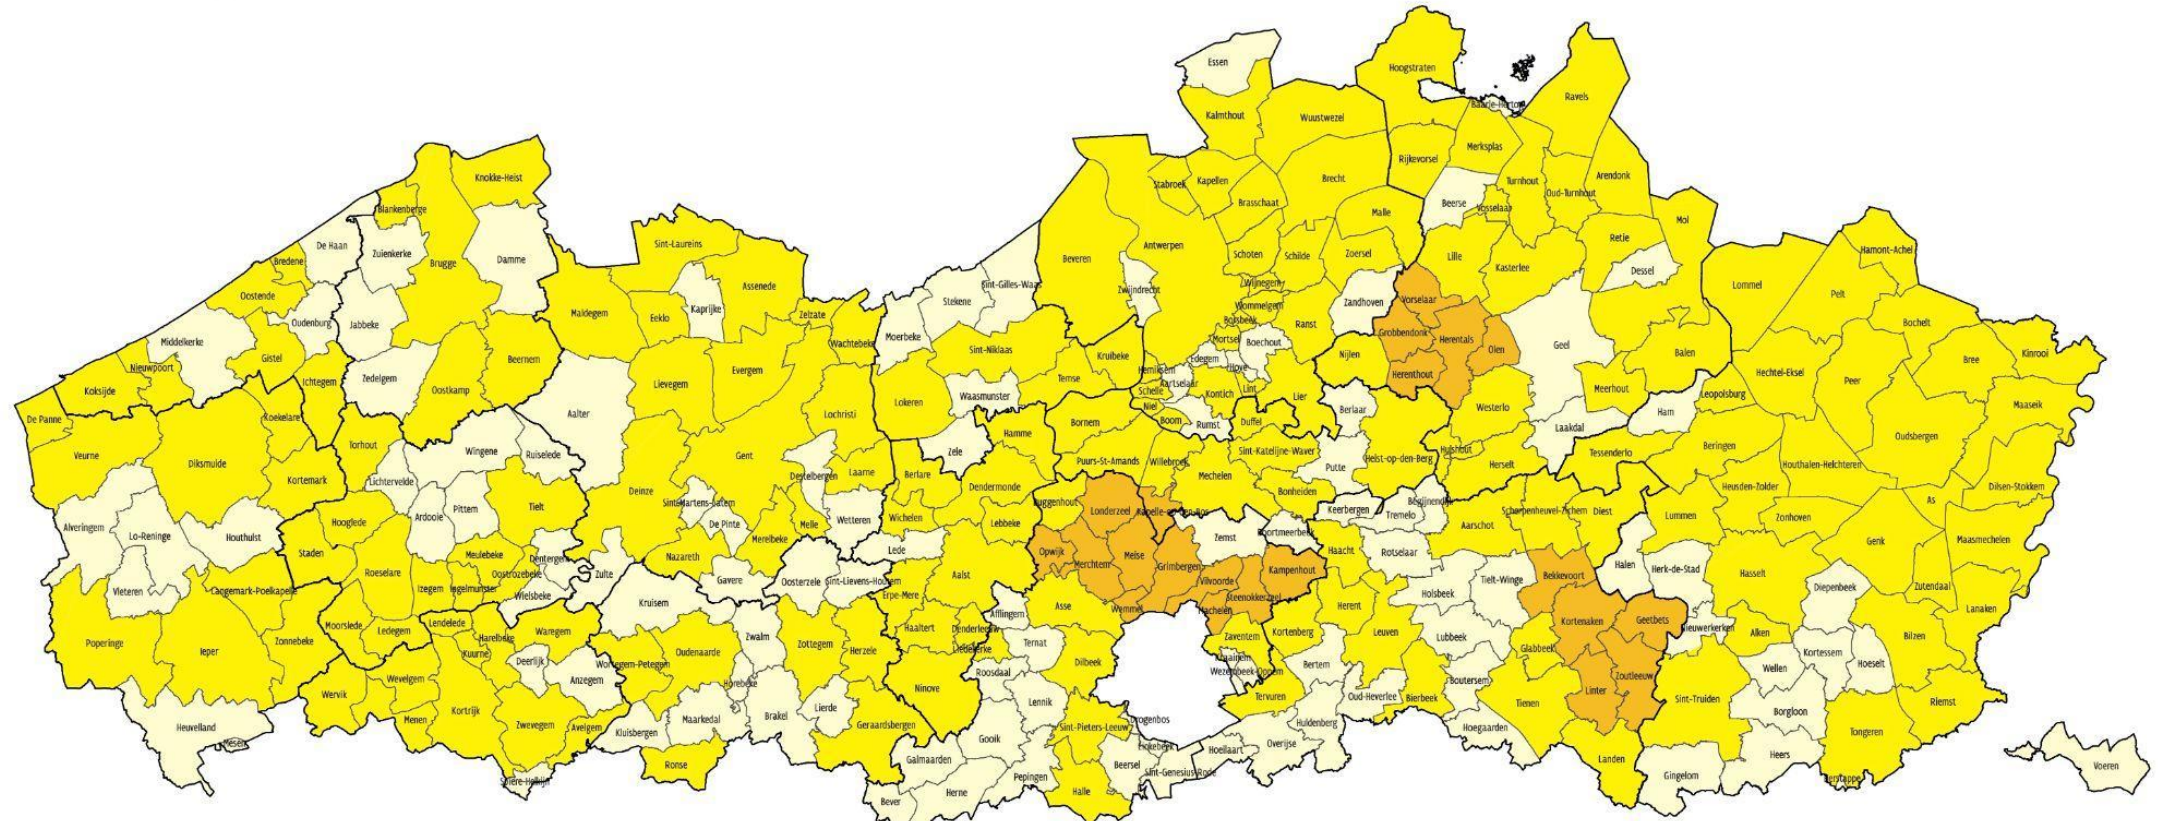 Essen
Hoogstraten
Ravels
Baarle-Hertog
Kalmthout
Wuustwezel
Merksplas
Rijkevorsel
Knokke-Heist
Stabroek
Kapellen
Brecht
Turnhout
Oud-Turnhout
Arendonk
Blankenberge
Brasschaat
Malle
Beerse
Vosselaar
Mol
De Haan
Zuienkerke
Brugge
Damme
Sint-Laureins
Beveren
Antwerpen
Schoten
Schilde
Zoersel
Lille
Kasterlee
Retie
Dessel
Hamont-Achel
Bredene
Oostende
Assenede
Kaprijke
Stekene
Sint-Gilles-Waas
Zwijndrecht
Wijnegem
Wommelgem
Borsbeek
Zandhoven
Vorselaar
Lommel
Pelt
Oudenburg
Jabbeke
Maldegem
Eeklo
Zelzate
Wachtebeke
Moerbeke
Ranst
Bocholt
Middelkerke
Gistel
Nieuwpoort
Beernem
Lievegem
Evergem
Sint-Niklaas
Kruibeke
Mortsel
Boechout
Edegem
Hove
Nijlen
Grobbendonk
Herentals
Olen
Geel
Balen
Bree
Kinrooi
Koksijde
Ichtegem
Zedelgem
Oostkamp
Temse
Hemiksem
Aartselaar
Schelle
Kontich
Lint
Lier
Herenthout
Meerhout
Hechtel-Eksel
Peer
Leopolsburg
De Panne
Koekelare
Aalter
Lochristi
Lokeren
Waasmunster
Niel
Boom
Rumst
Duffel
Berlaar
Westerlo
Laakdal
Ham
Maaseik
Veurne
Diksmuide
Torhout
Wingene
Ruiselede
Gent
Zele
Hamme
Bornem
Puurs-St-Amands
Willebroek
Mechelen
Sint-Katelijne-Waver
Putte
Heist-op-den-Berg
Hulshout
Herselt
Tessenderlo
Beringen
Houthalen-Helchteren
Oudsbergen
Kortemark
Lichtervelde
Deinze
Destelbergen
Laarne
Berlare
Dendermonde
Bonheiden
Heusden-Zolder
As
Dilsen-Stokkem
Alveringem
Lo-Reninge
Houthulst
Hooglede
Ardooie
Pittem
Tielt
Sint-Martens-Latem
De Pinte
Melle
Merelbeke
Wetteren
Wichelen
Lebbeke
Buggenhout
Londerzeel
Kapelle-op-den-Bos
Zemst
Boortmeerbeek
Keerbergen
Tremelo
Begijnendijk
Aarschot
Scherpenheuvel-Zichem
Diest
Lummen
Zonhoven
Genk
Maasmechelen
Staden
Roeselare
Meulebeke
Dentergem
Oostrozebeke
Zulte
Nazareth
Gavere
Oosterzele
Sint-Lievens-Houtem
Lede
Aalst
Opwijk
Merchtem
Meise
Grimbergen
Vilvoorde
Kampenhout
Haacht
Rotselaar
Tielt-Winge
Bekkevoort
Halen
Herk-de-Stad
Hasselt
Diepenbeek
Zutendaal
Vleteren
Langemark-Poelkapelle
Izegem
Ingelmunster
Wielsbeke
Kruisem
Erpe-Mere
Steenokkerzeel
Machelen
Wemmel
Asse
Affligem
Herent
Holsbeek
Kortenaken
Geetbets
Nieuwerkerken
Alken
Lanaken
Poperinge
Ieper
Zonnebeke
Moorslede
Ledegem
Lendelede
Harelbeke
Kuurne
Waregem
Deerlijk
Anzegem
Wortegem-Petegem
Oudenaarde
Zwalm
Zottegem
Herzele
Haaltert
Denderleeuw
Liedekerke
Ternat
Dilbeek
Zaventem
Kraainem
Wezembeek-Oppem
Kortenberg
Leuven
Lubbeek
Glabbeek
Kortessem
Bilzen
Wellen
Hoeselt
Wervik
Wevelgem
Menen
Kortrijk
Zwevegem
Avelgem
Horebeke
Ninove
Roosdaal
Lennik
Tervuren
Bertem
Oud-Heverlee
Bierbeek
Boutersem
Tienen
Linter
Zoutleeuw
Sint-Truiden
Borgloon
Riemst
Heuvelland
Mesen
Kluisbergen
Maarkedal
Brakel
Lierde
Geraardsbergen
Gooik
Sint-Pieters-Leeuw
Drogenbos
Huldenberg
Hoegaarden
Tongeren
Spiere-Helkijn
Ronse
Galmaarden
Pepingen
Beersel
Sint-Genesius-Rode
Hoeilaart
Overijse
Landen
Gingelom
Heers
Herstappe
Voeren
Bever
Herne
Halle